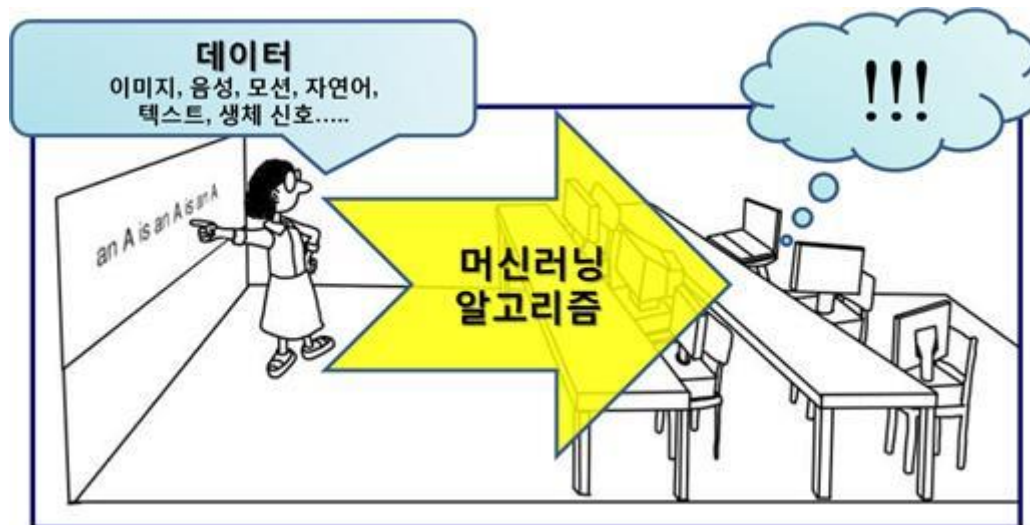 데이터
이미지, 음성, 모션, 자연어,
텍스트, 생체 신호.....
!!!
an A is an A is an A
머신러닝
알고리즘